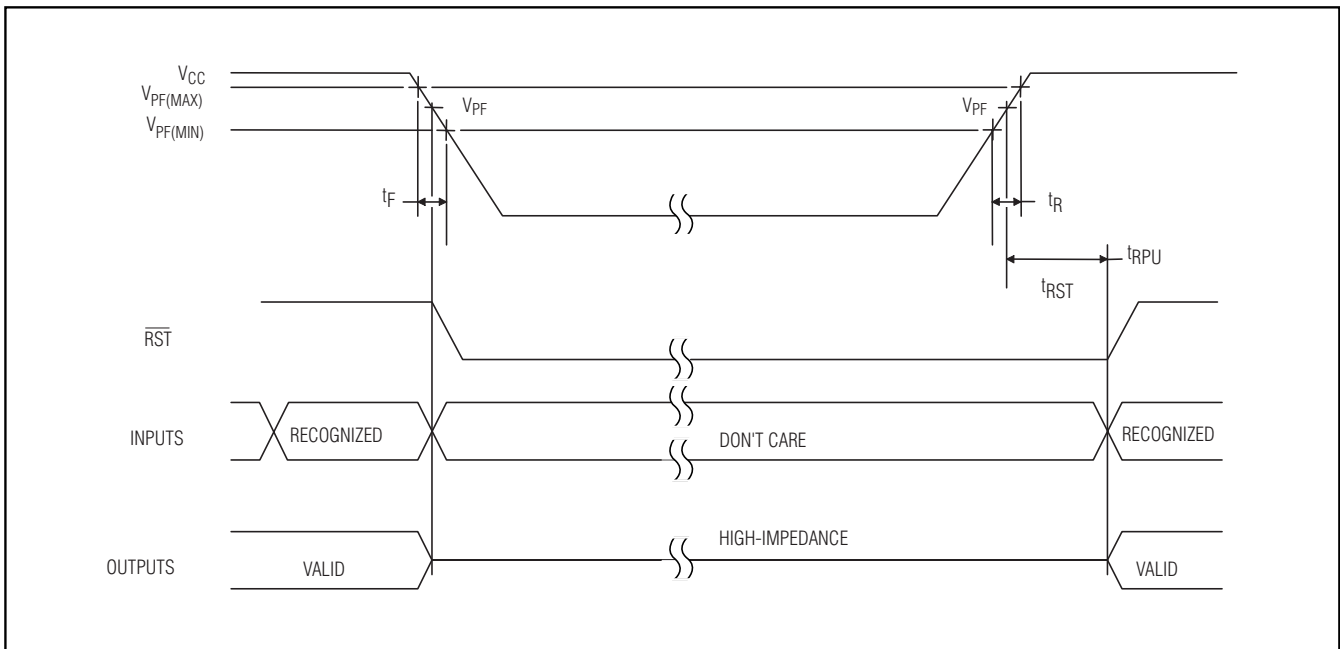 VCC
VPF(MAX)
VPF VPF
VPF(MIN)
tF tR
tRPU
tRST
RST
INPUTS RECOGNIZED DON'T CARE RECOGNIZED
HIGH-IMPEDANCE
OUTPUTS VALID VALID